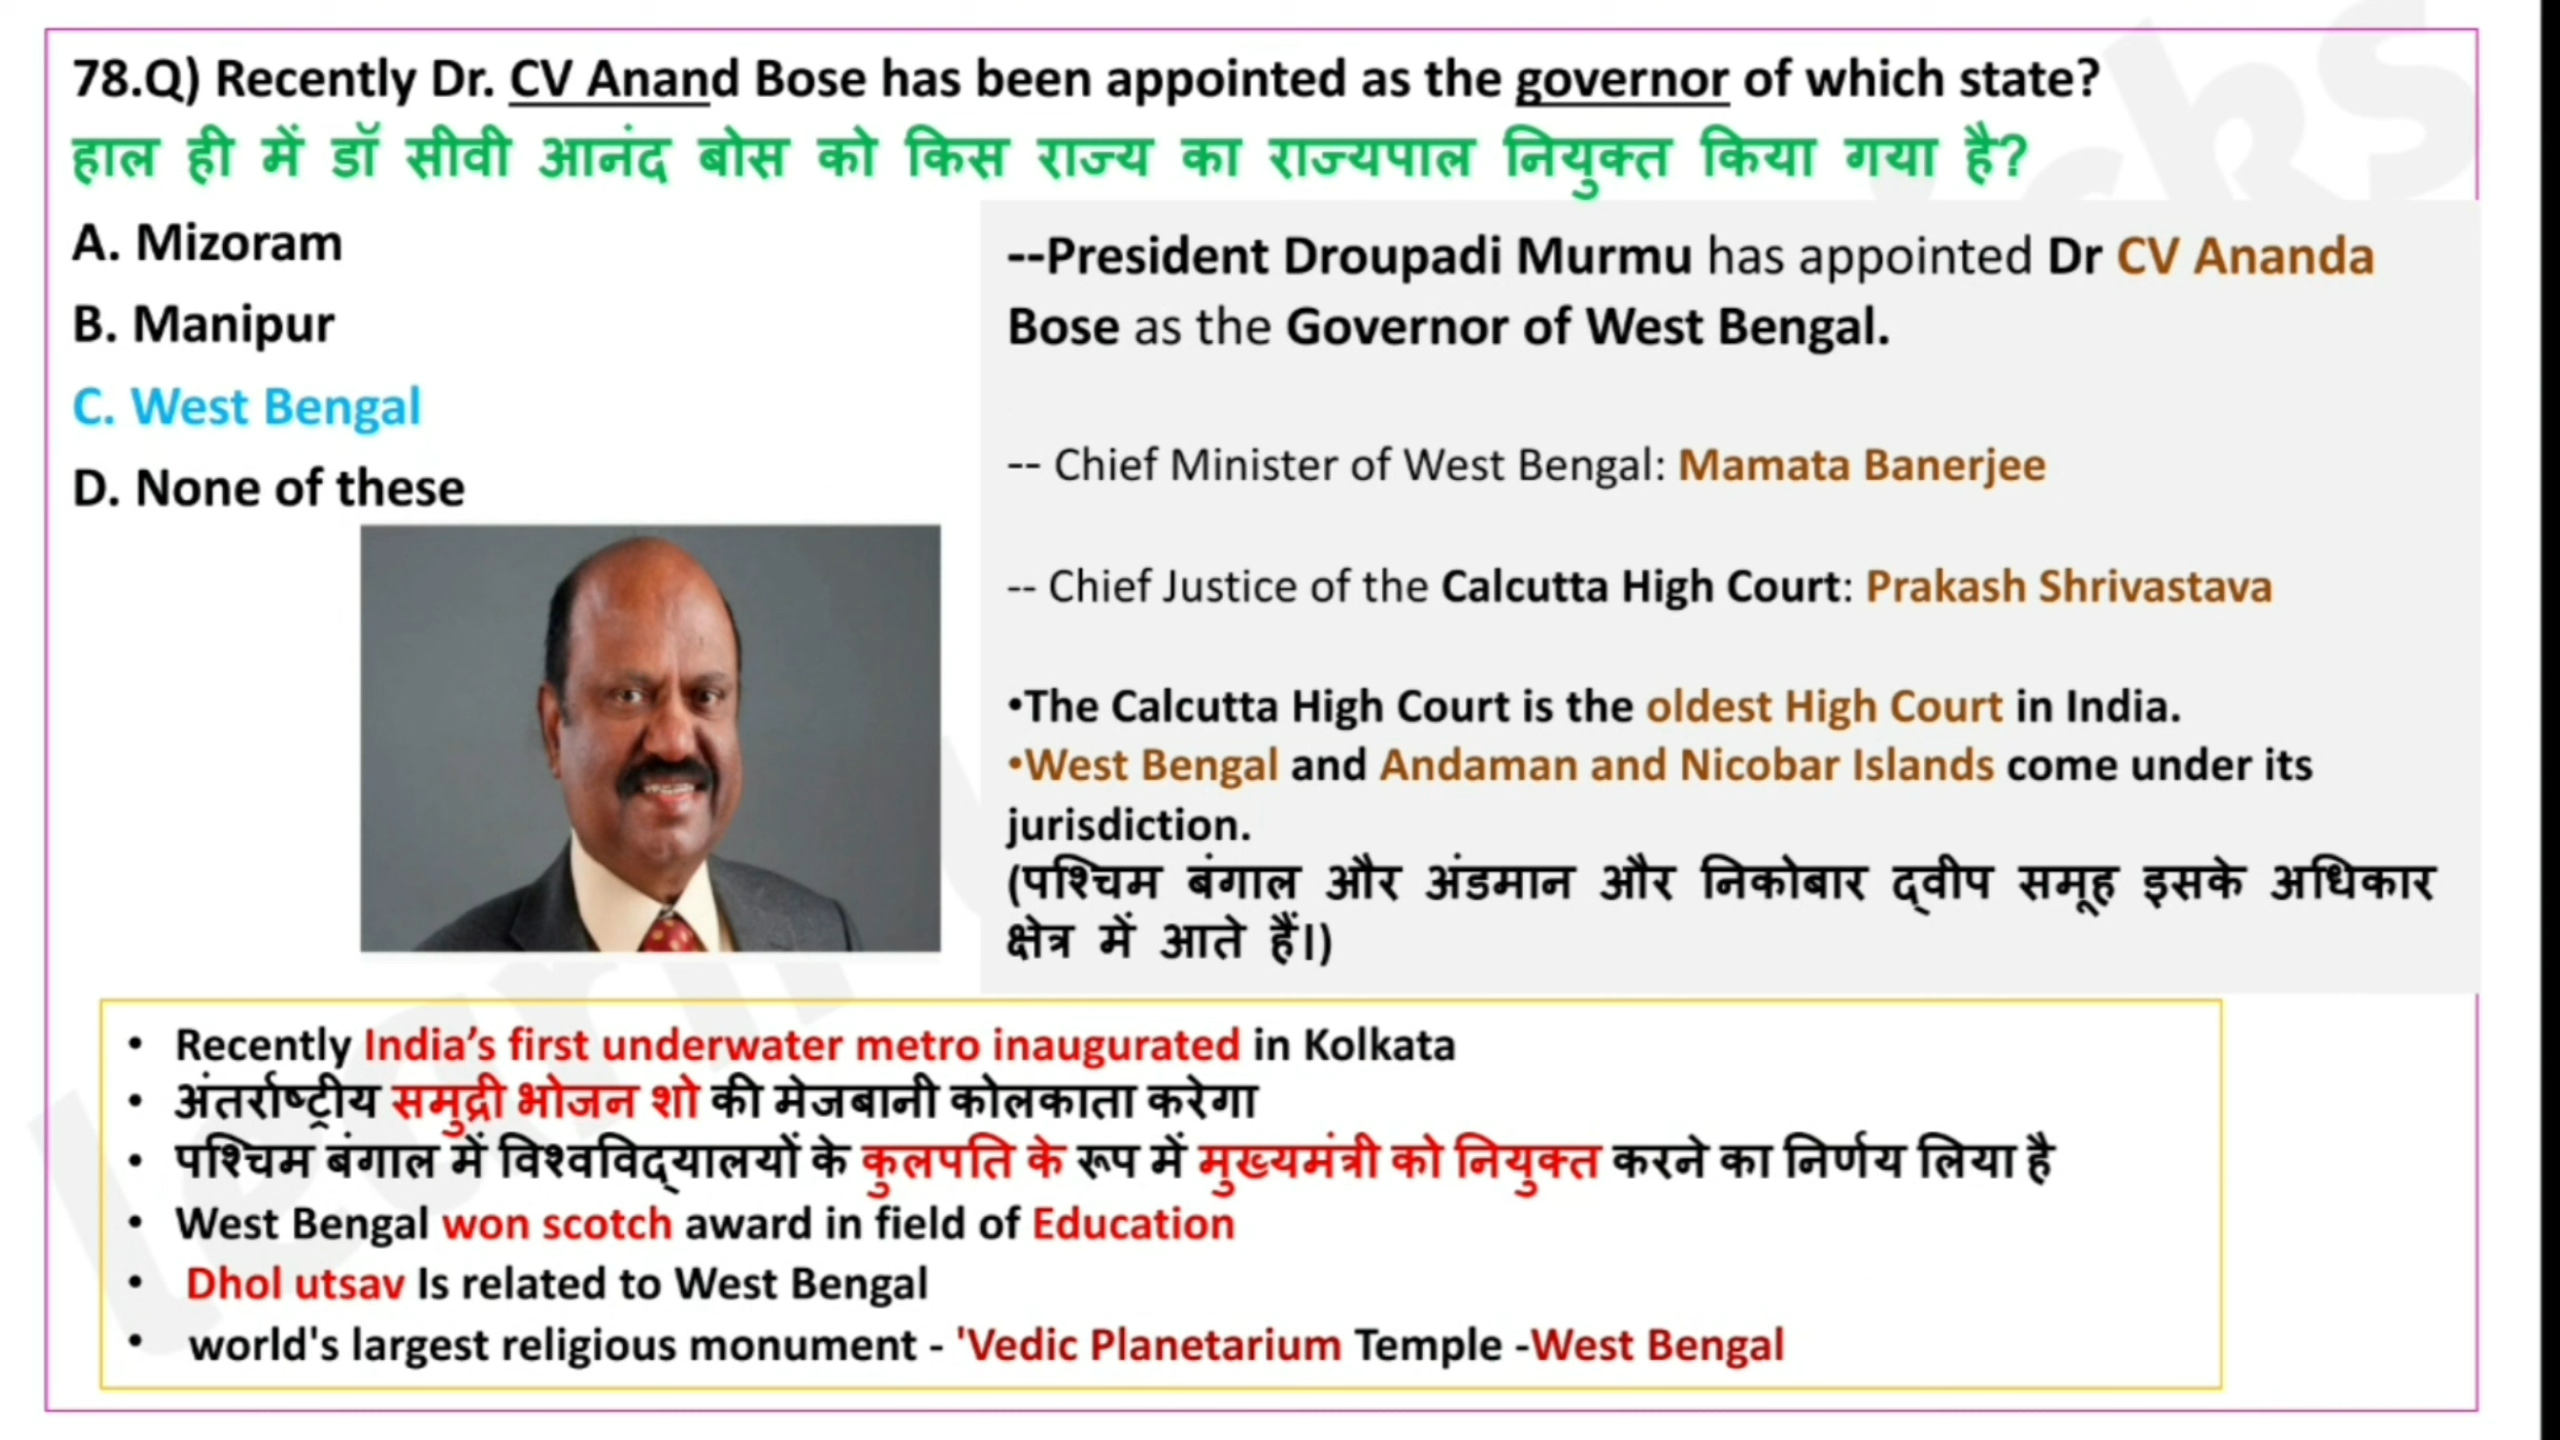 78.Q) Recently Dr. CV Anand Bose has been appointed as the governor of which state?
हाल ही में डॉ सीवी आनंद बोस को किस राज्य का राज्यपाल नियुक्त किया गया है?
A. Mizoram
B. Manipur
C. West Bengal
D. None of these
--President Droupadi Murmu has appointed Dr CV Ananda
Bose as the Governor of West Bengal.
-- Chief Minister of West Bengal: Mamata Banerjee
-- Chief Justice of the Calcutta High Court: Prakash Shrivastava
•The Calcutta High Court is the oldest High Court in India.
•West Bengal and Andaman and Nicobar Islands come under its
jurisdiction.
(पश्चिम बंगाल और अंडमान और निकोबार द्वीप समूह इसके अधिकार
क्षेत्र में आते हैं।)
• Recently India’s first underwater metro inaugurated in Kolkata
• अंतर्राष्ट्रीय समुद्री भोजन शो की मेजबानी कोलकाता करेगा
• पश्चिम बंगाल में विश्वविद्यालयों के कुलपति के रूप में मुख्यमंत्री को नियुक्त करने का निर्णय लिया है
• West Bengal won scotch award in field of Education
• Dhol utsav Is related to West Bengal
• world's largest religious monument - 'Vedic Planetarium Temple -West Bengal